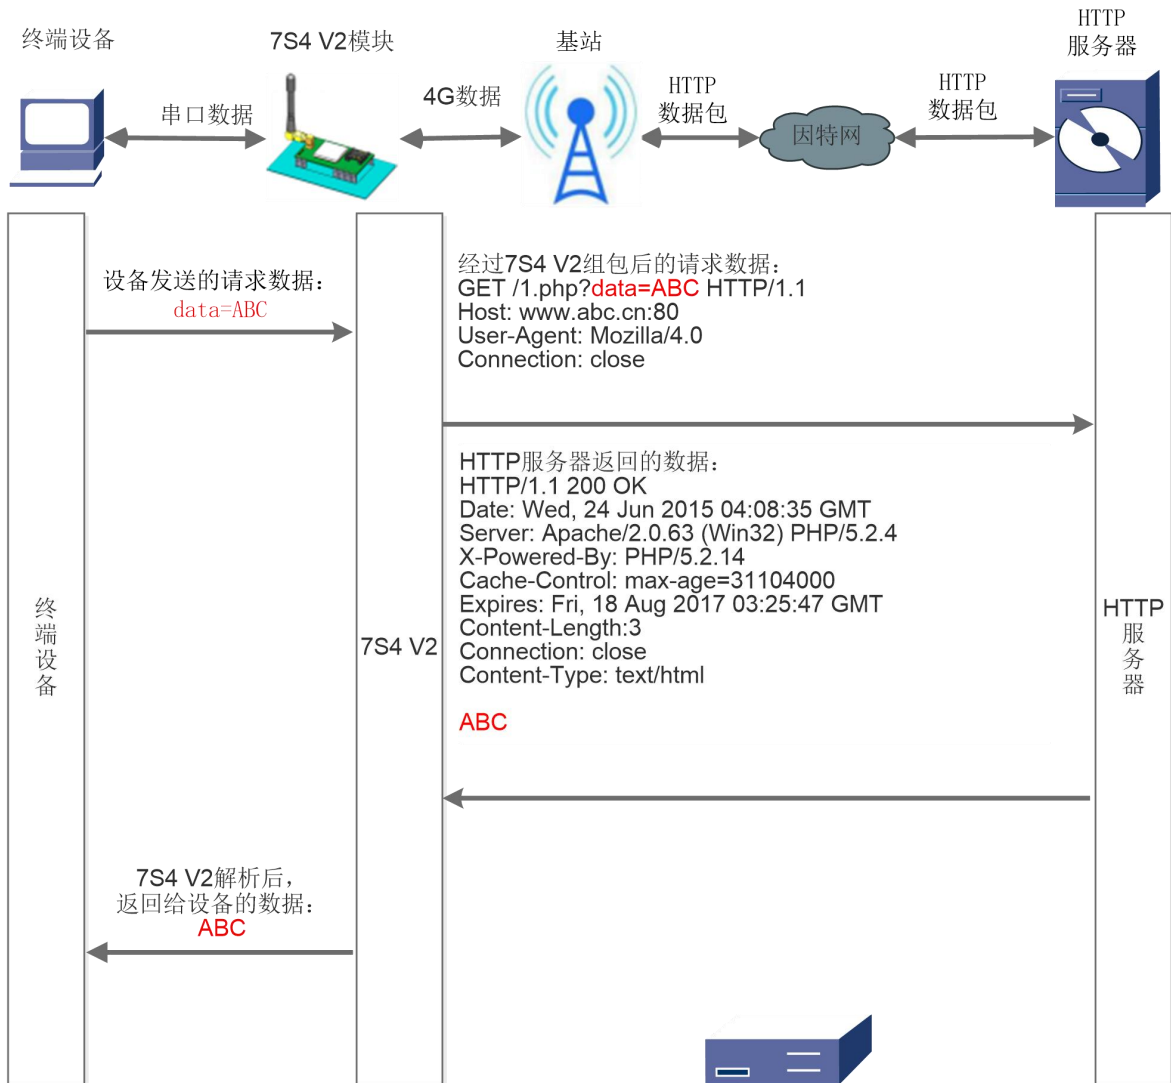 终端设备
7S4 V2模块
基站
HTTP
服务器
串口数据
4G数据
HTTP
数据包
因特网
HTTP
数据包
设备发送的请求数据:
data=ABC
经过7S4 V2组包后的请求数据:
GET /1.php?data=ABC HTTP/1.1
Host: www.abc.cn:80
User-Agent: Mozilla/4.0
Connection: close
HTTP服务器返回的数据:
HTTP/1.1 200 OK
Date: Wed, 24 Jun 2015 04:08:35 GMT
Server: Apache/2.0.63 (Win32) PHP/5.2.4
X-Powered-By: PHP/5.2.14
Cache-Control: max-age=31104000
Expires: Fri, 18 Aug 2017 03:25:47 GMT
Content-Length:3
Connection: close
Content-Type: text/html
ABC
终端设备
7S4 V2
HTTP
服务器
7S4 V2解析后,
返回给设备的数据:
ABC